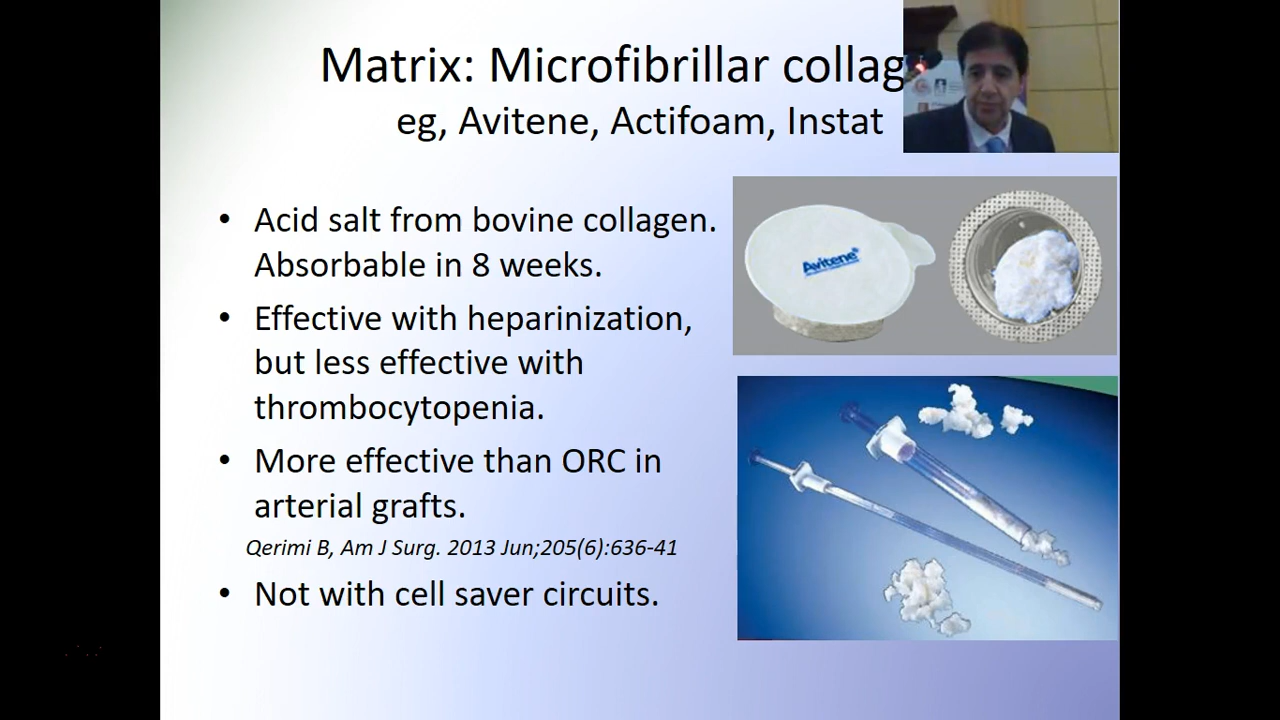 Matrix: Microfibrillar collag
eg, Avitene, Actifoam, Instat
• Acid salt from bovine collagen.
Absorbable in 8 weeks.
• Effective with heparinization,
but less effective with
thrombocytopenia.
• More effective than ORC in
arterial grafts.
Qerimi B, Am J Surg. 2013 Jun;205(6):636-41
• Not with cell saver circuits.
Avitene®